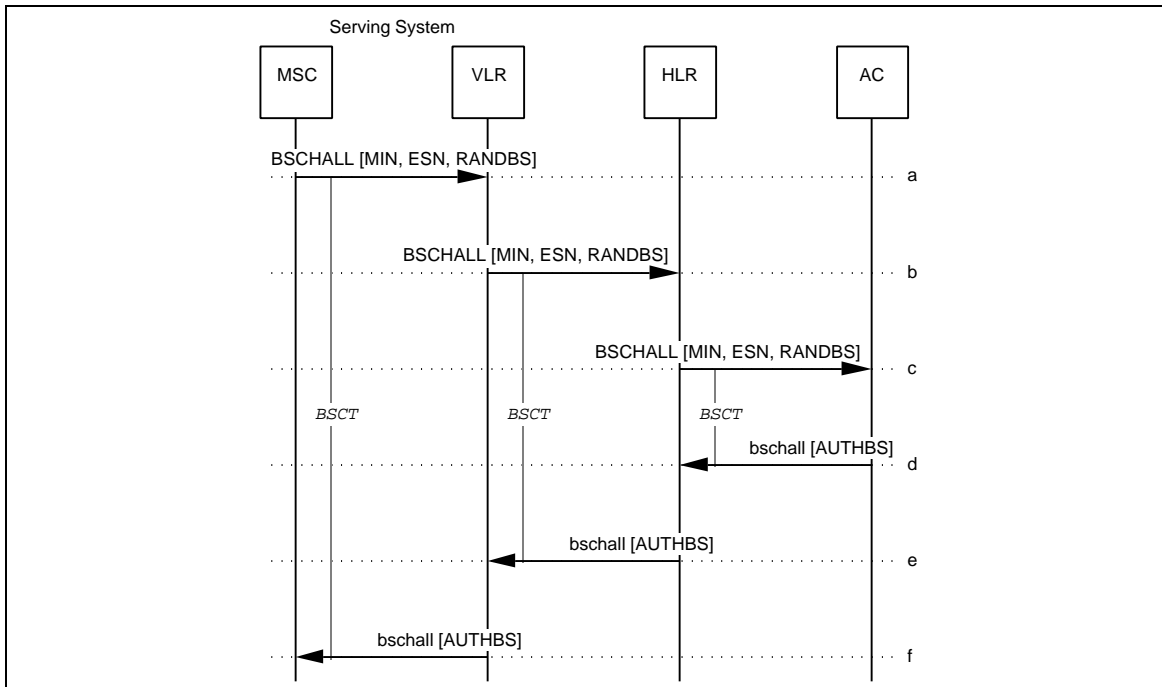 Serving System
MSC VLR HLR AC
BSCHALL [MIN, ESN, RANDBS]
a
BSCHALL [MIN, ESN, RANDBS]
b
BSCHALL [MIN, ESN, RANDBS]
c
BSCT BSCT BSCT
bschall [AUTHBS]
d
bschall [AUTHBS]
e
bschall [AUTHBS]
f